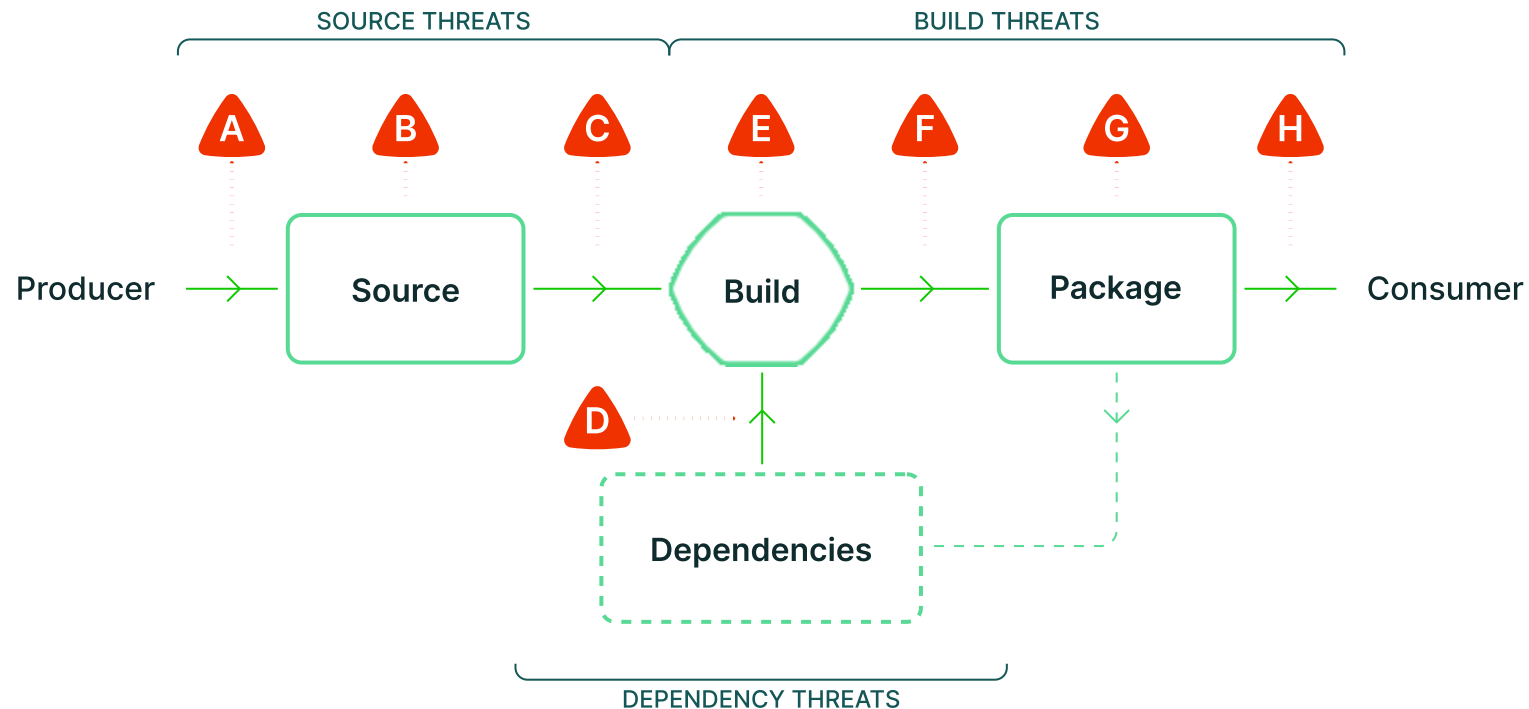 SOURCE THREATS
BUILD THREATS
A
B
C
E
F
G
H
Producer
Source
Build
Package
Consumer
D
Dependencies
DEPENDENCY THREATS